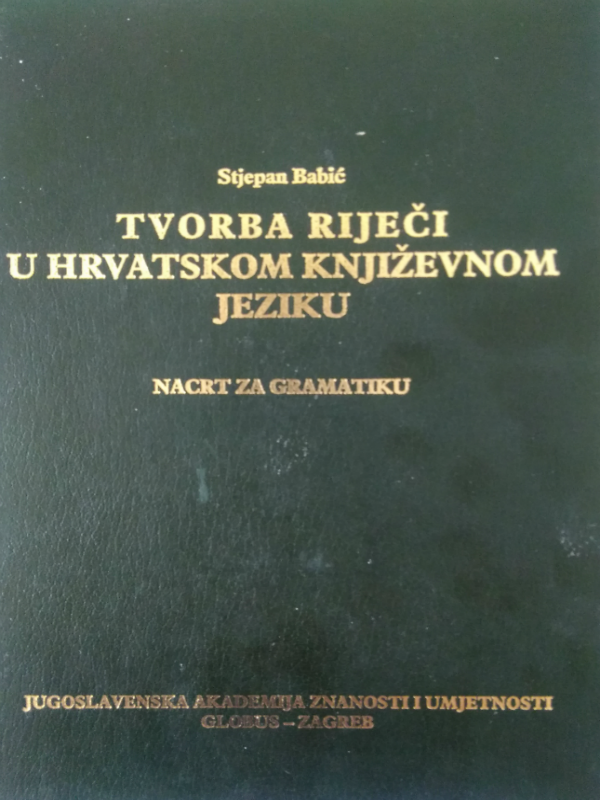 Stjepan Babić
TVORBA RIJEČI
U HRVATSKOM KNJIŽEVNOM
JEZIKU
NACRT ZA GRAMATIKU
JUGOSLAVENSKA AKADEMIJA ZNANOSTI I UMJETNOSTI
GLOBUS – ZAGREB